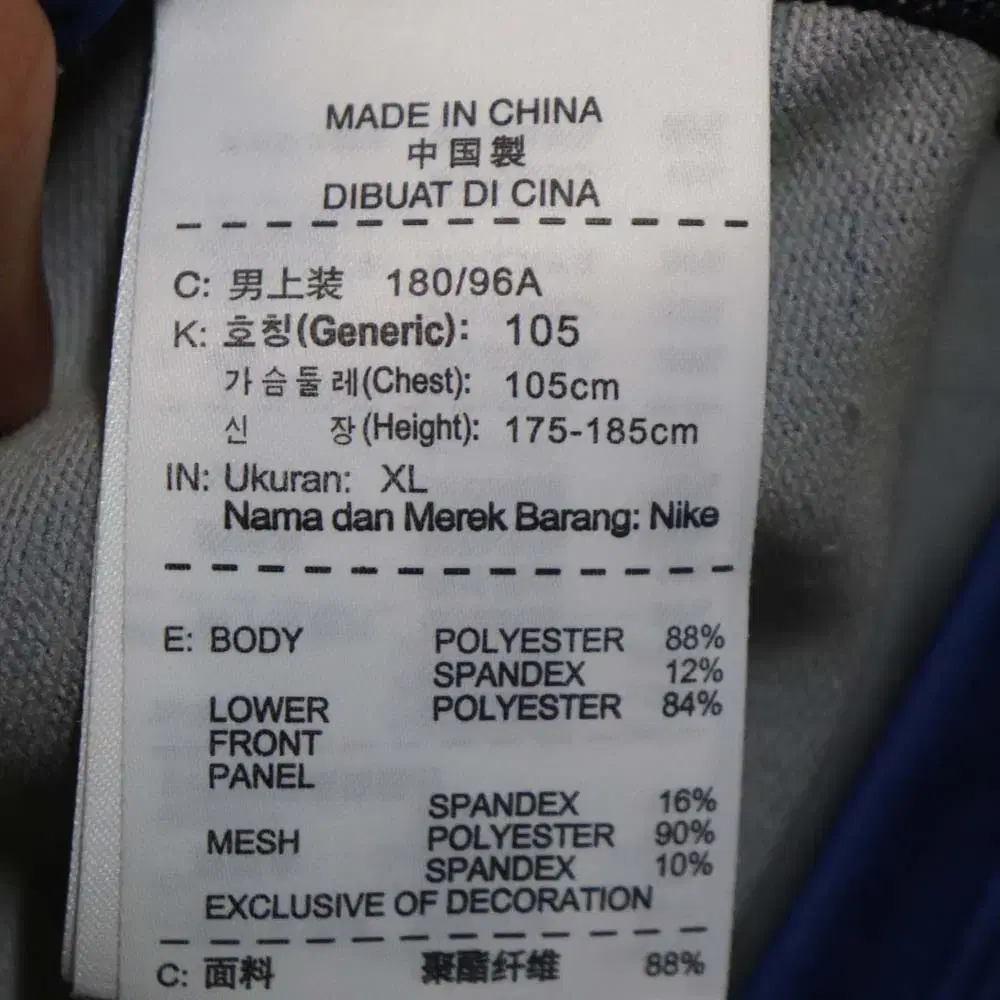 MADE IN CHINA
中国製
DIBUAT DI CINA
C: 男上装 180/96A
K: 호칭(Generic): 105
가슴둘레(Chest): 105cm
신 장(Height): 175-185cm
IN: Ukuran: XL
Nama dan Merek Barang: Nike
E: BODY POLYESTER 88%
SPANDEX 12%
LOWER POLYESTER 84%
FRONT
PANEL
SPANDEX 16%
MESH POLYESTER 90%
SPANDEX 10%
EXCLUSIVE OF DECORATION
C: 面料 聚酯纤维 88%